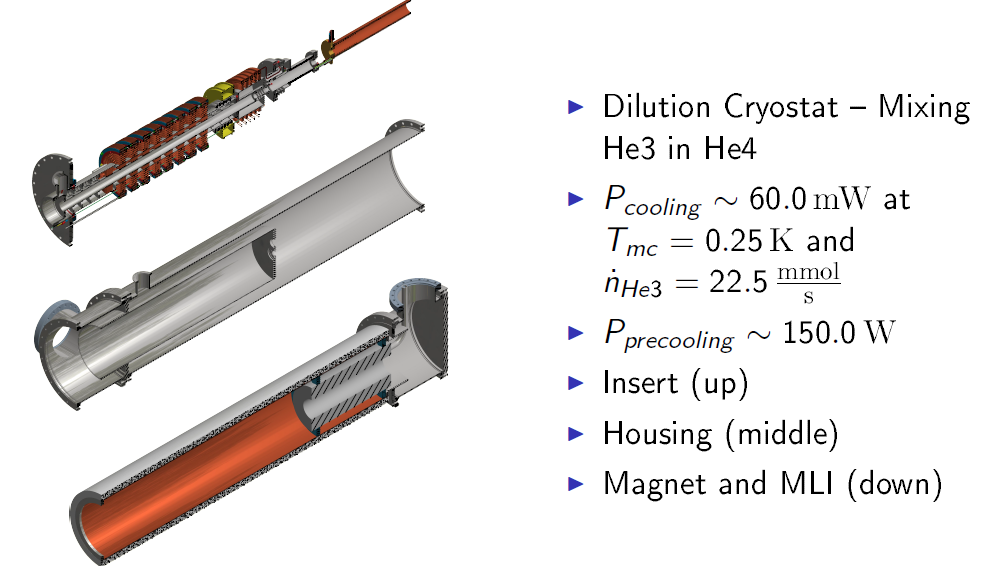 ▶ Dilution Cryostat – Mixing
He3 in He4
▶ P_cooling ∼ 60.0 mW at
T_mc = 0.25 K and
ṅ_He3 = 22.5 mmol/s
▶ P_precooling ∼ 150.0 W
▶ Insert (up)
▶ Housing (middle)
▶ Magnet and MLI (down)